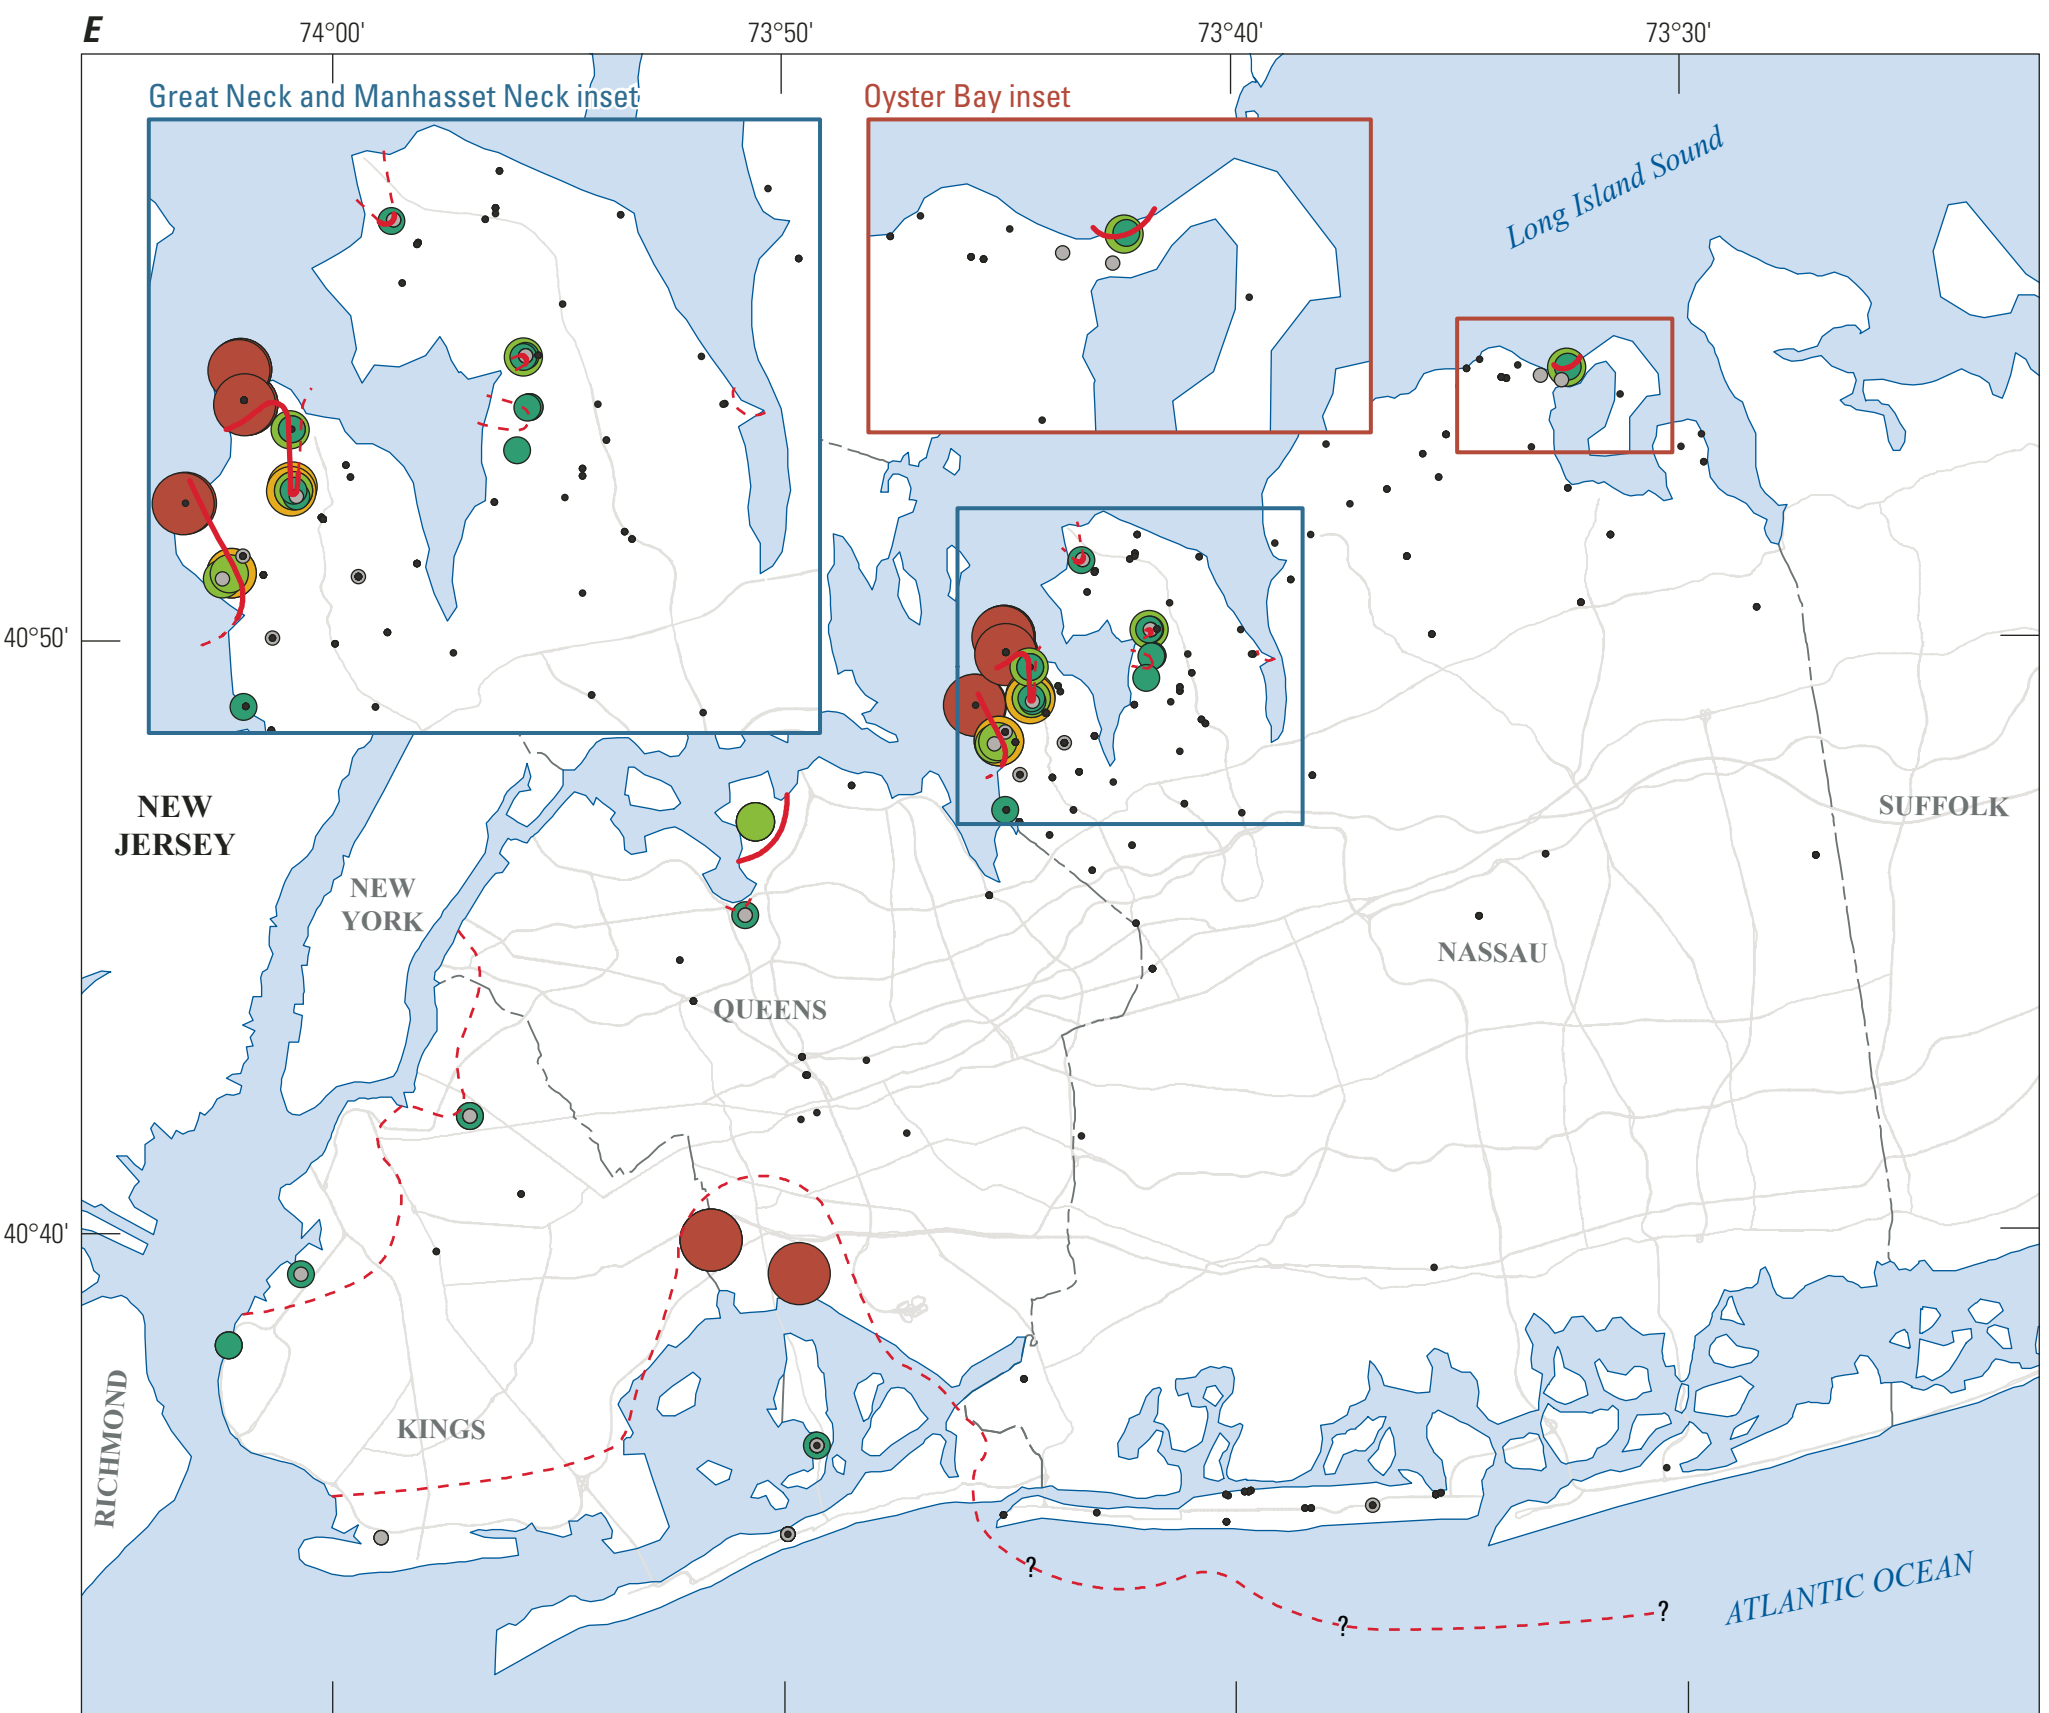 E
74°00'
73°50'
73°40'
73°30'
Great Neck and Manhasset Neck inset
Oyster Bay inset
Long Island Sound
40°50'
NEW
JERSEY
SUFFOLK
NEW
YORK
NASSAU
QUEENS
40°40'
RICHMOND
KINGS
?
?
?
ATLANTIC OCEAN